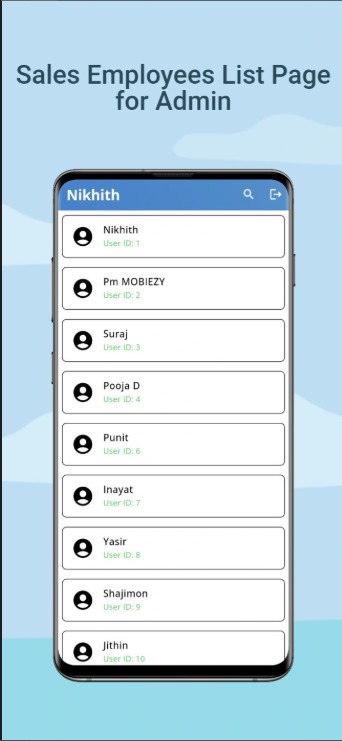 Sales Employees List Page
for Admin
Nikhith
Nikhith
User ID: 1
Pm MOBIEZY
User ID: 2
Suraj
User ID: 3
Pooja D
User ID: 4
Punit
User ID: 6
Inayat
User ID: 7
Yasir
User ID: 8
Shajimon
User ID: 9
Jithin
User ID: 10